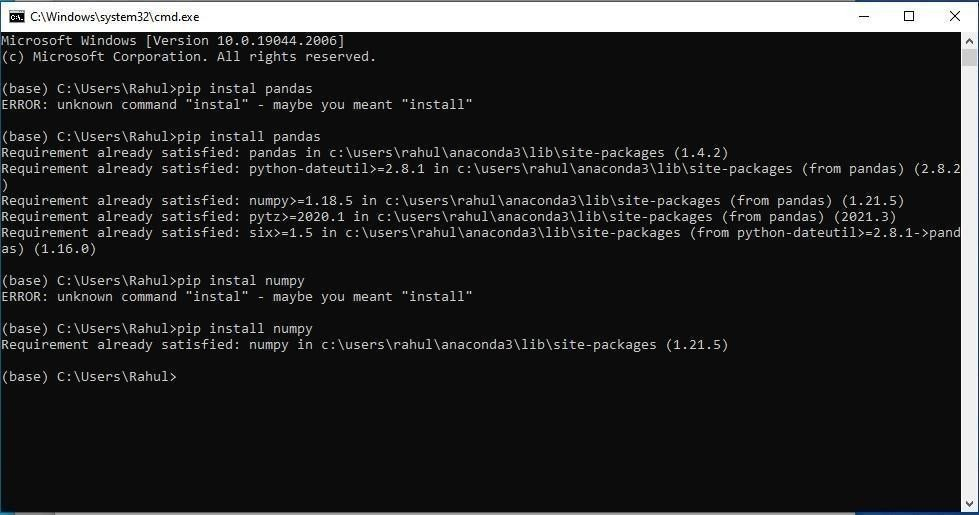 C:\Windows\system32\cmd.exe
Microsoft Windows [Version 10.0.19044.2006]
(c) Microsoft Corporation. All rights reserved.
(base) C:\Users\Rahul>pip instal pandas
ERROR: unknown command "instal" - maybe you meant "install"
(base) C:\Users\Rahul>pip install pandas
Requirement already satisfied: pandas in c:\users\rahul\anaconda3\lib\site-packages (1.4.2)
Requirement already satisfied: python-dateutil>=2.8.1 in c:\users\rahul\anaconda3\lib\site-packages (from pandas) (2.8.2
)
Requirement already satisfied: numpy>=1.18.5 in c:\users\rahul\anaconda3\lib\site-packages (from pandas) (1.21.5)
Requirement already satisfied: pytz>=2020.1 in c:\users\rahul\anaconda3\lib\site-packages (from pandas) (2021.3)
Requirement already satisfied: six>=1.5 in c:\users\rahul\anaconda3\lib\site-packages (from python-dateutil>=2.8.1->pand
as) (1.16.0)
(base) C:\Users\Rahul>pip instal numpy
ERROR: unknown command "instal" - maybe you meant "install"
(base) C:\Users\Rahul>pip install numpy
Requirement already satisfied: numpy in c:\users\rahul\anaconda3\lib\site-packages (1.21.5)
(base) C:\Users\Rahul>